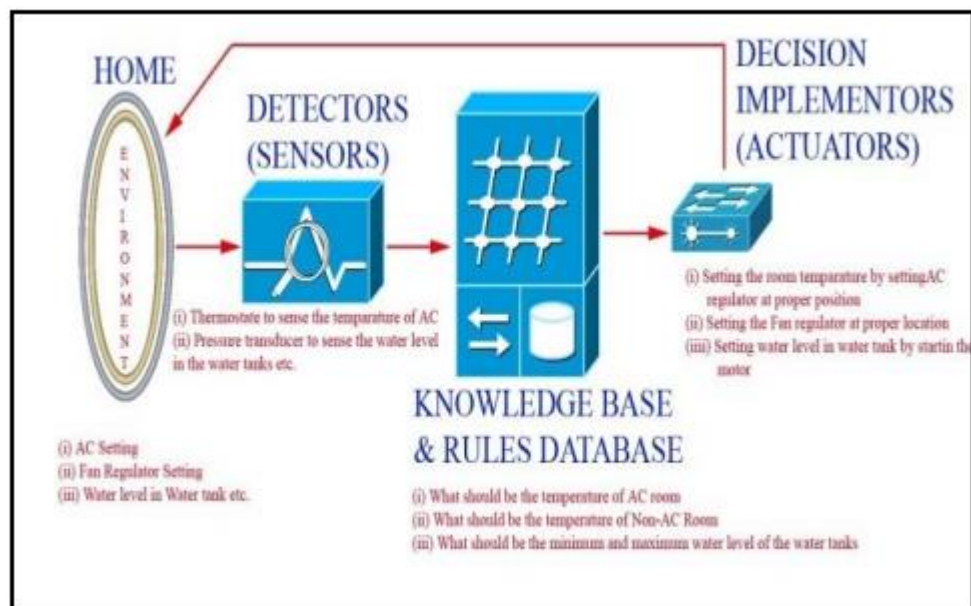 HOME
ENVIRONMENT
(i) AC Setting
(ii) Fan Regulator Setting
(iii) Water level in Water tank etc.
DETECTORS
(SENSORS)
(i) Thermostate to sense the temparature of AC
(ii) Pressure transducer to sense the water level
in the water tanks etc.
KNOWLEDGE BASE
& RULES DATABASE
(i) What should be the temperature of AC room
(ii) What should be the temperature of Non-AC Room
(iii) What should be the minimum and maximum water level of the water tanks
DECISION
IMPLEMENTORS
(ACTUATORS)
(i) Setting the room temparature by settingAC
regulator at proper position
(ii) Setting the Fan regulator at proper location
(iiii) Setting water level in water tank by startin the
motor